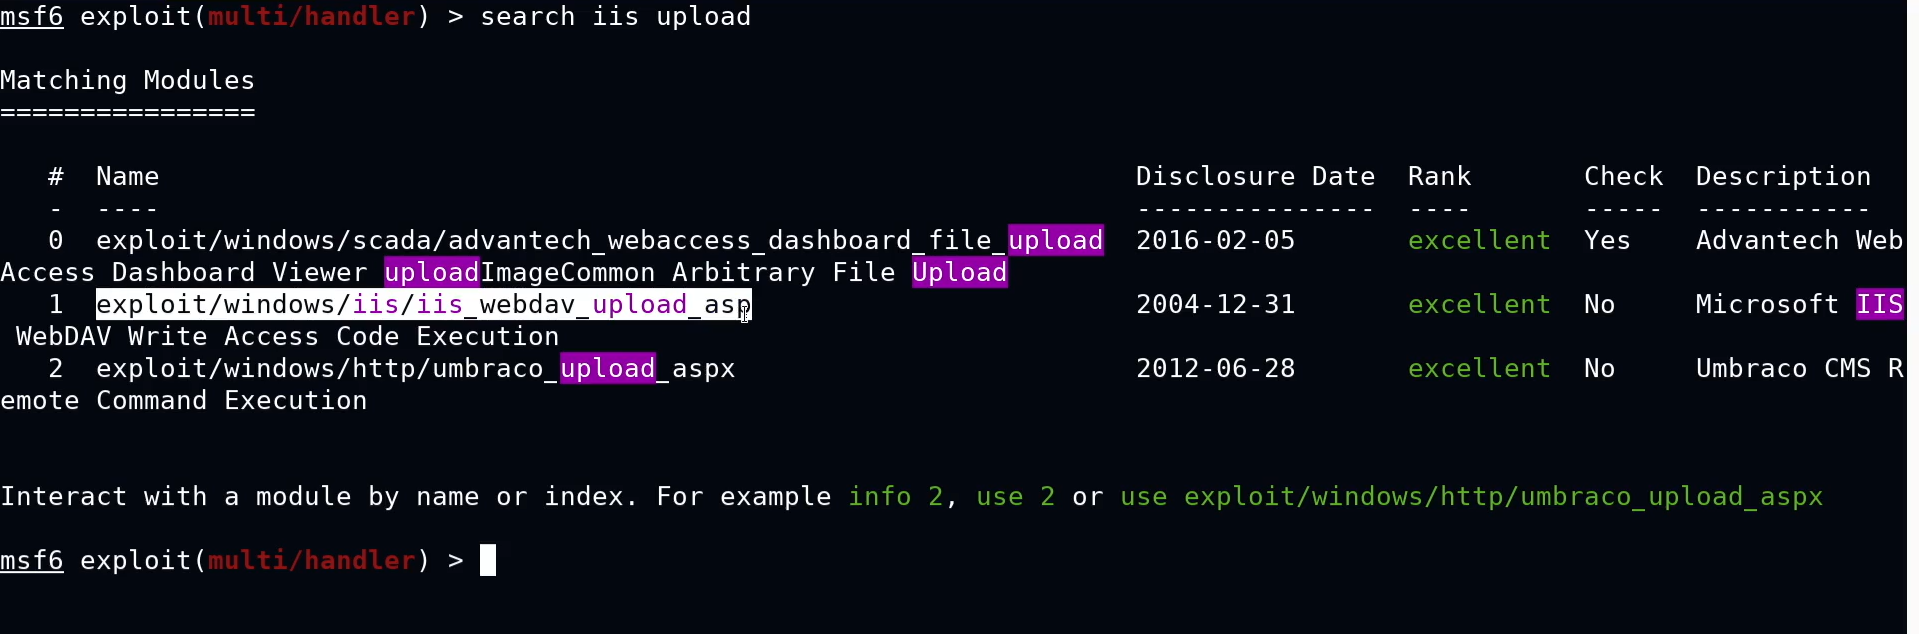 msf6 exploit(multi/handler) > search iis upload
Matching Modules
================
# Name Disclosure Date Rank Check Description
- ---- --------------- ---- ----- -----------
0 exploit/windows/scada/advantech_webaccess_dashboard_file_upload 2016-02-05 excellent Yes Advantech Web
Access Dashboard Viewer uploadImageCommon Arbitrary File Upload
1 exploit/windows/iis/iis_webdav_upload_asp 2004-12-31 excellent No Microsoft IIS
WebDAV Write Access Code Execution
2 exploit/windows/http/umbraco_upload_aspx 2012-06-28 excellent No Umbraco CMS R
emote Command Execution
Interact with a module by name or index. For example info 2, use 2 or use exploit/windows/http/umbraco_upload_aspx
msf6 exploit(multi/handler) >